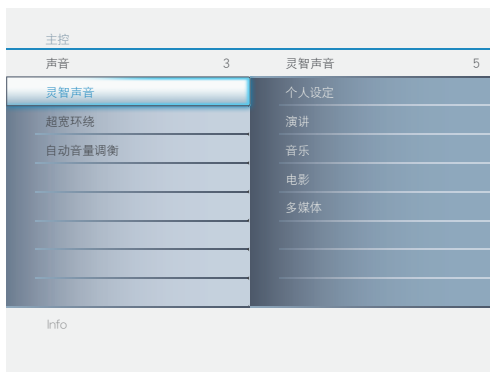 主控
声音 3 灵智声音 5
灵智声音 个人设定
超宽环绕 演讲
自动音量调衡 音乐
电影
多媒体
Info